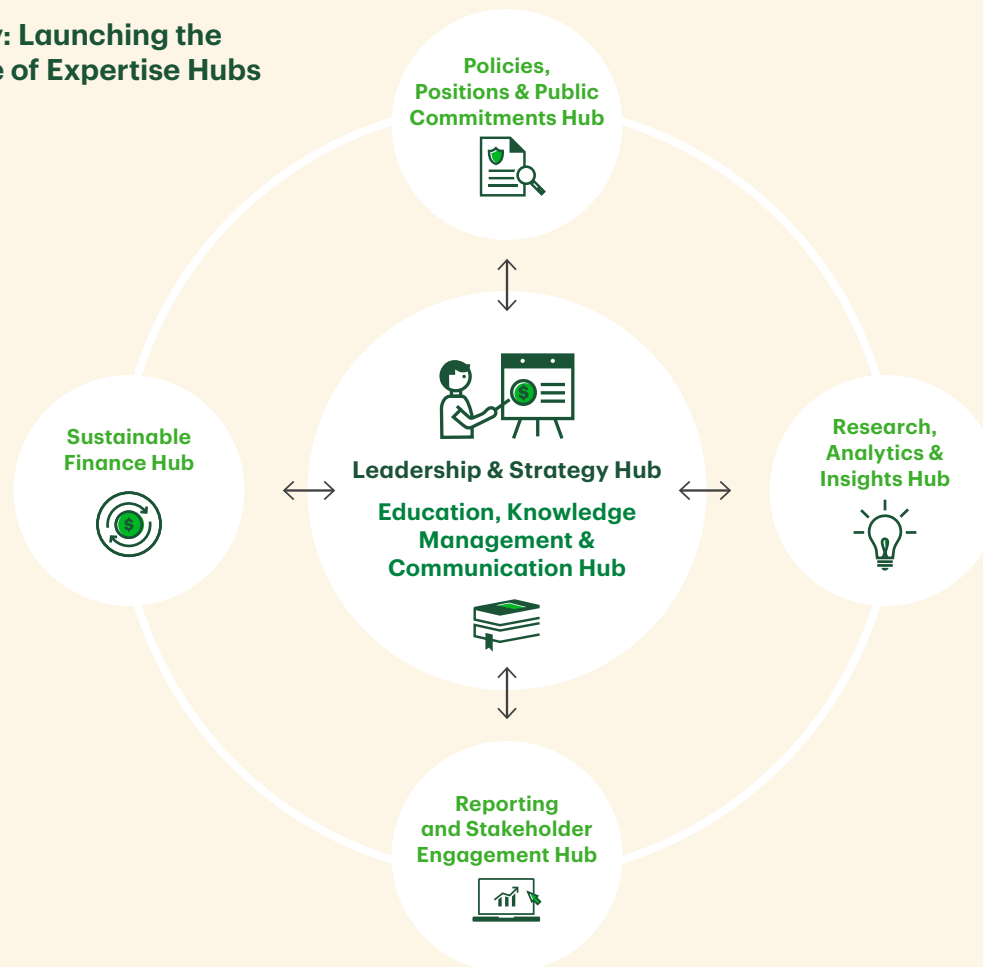 : Launching the
of Expertise Hubs
Policies,
Positions & Public
Commitments Hub
Sustainable
Finance Hub
$
$
Leadership & Strategy Hub
Education, Knowledge
Management &
Communication Hub
Research,
Analytics &
Insights Hub
Reporting
and Stakeholder
Engagement Hub